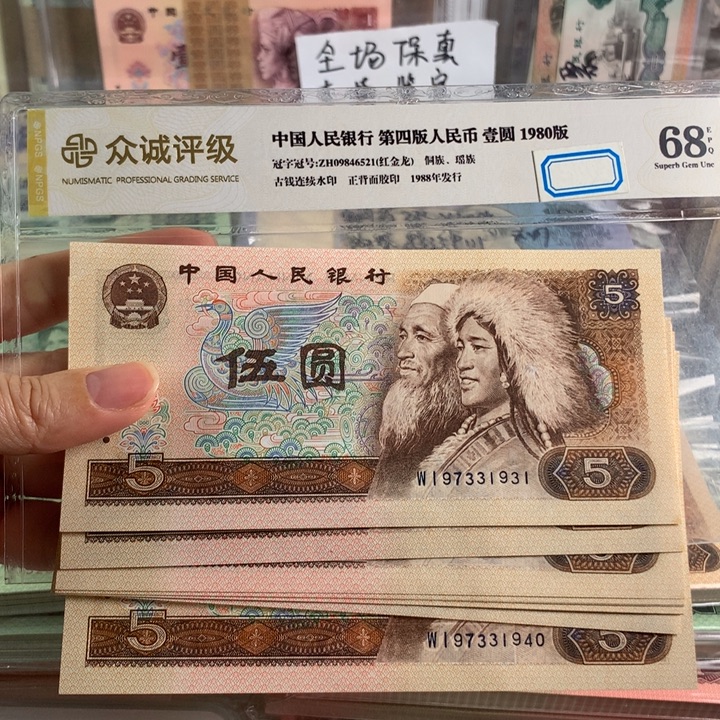 全场保真
NPGS
NPGS
众诚评级
NUMISMATIC PROFESSIONAL GRADING SERVICE
中国人民银行 第四版人民币 壹圆 1980版
冠字冠号:ZH09846521(红金龙) 侗族、瑶族
古钱连续水印 正背面胶印 1988年发行
68
EPQ
Superb Gem Unc
中国人民银行
5
伍圆
WI97331931
5
5
5
WI97331940
5